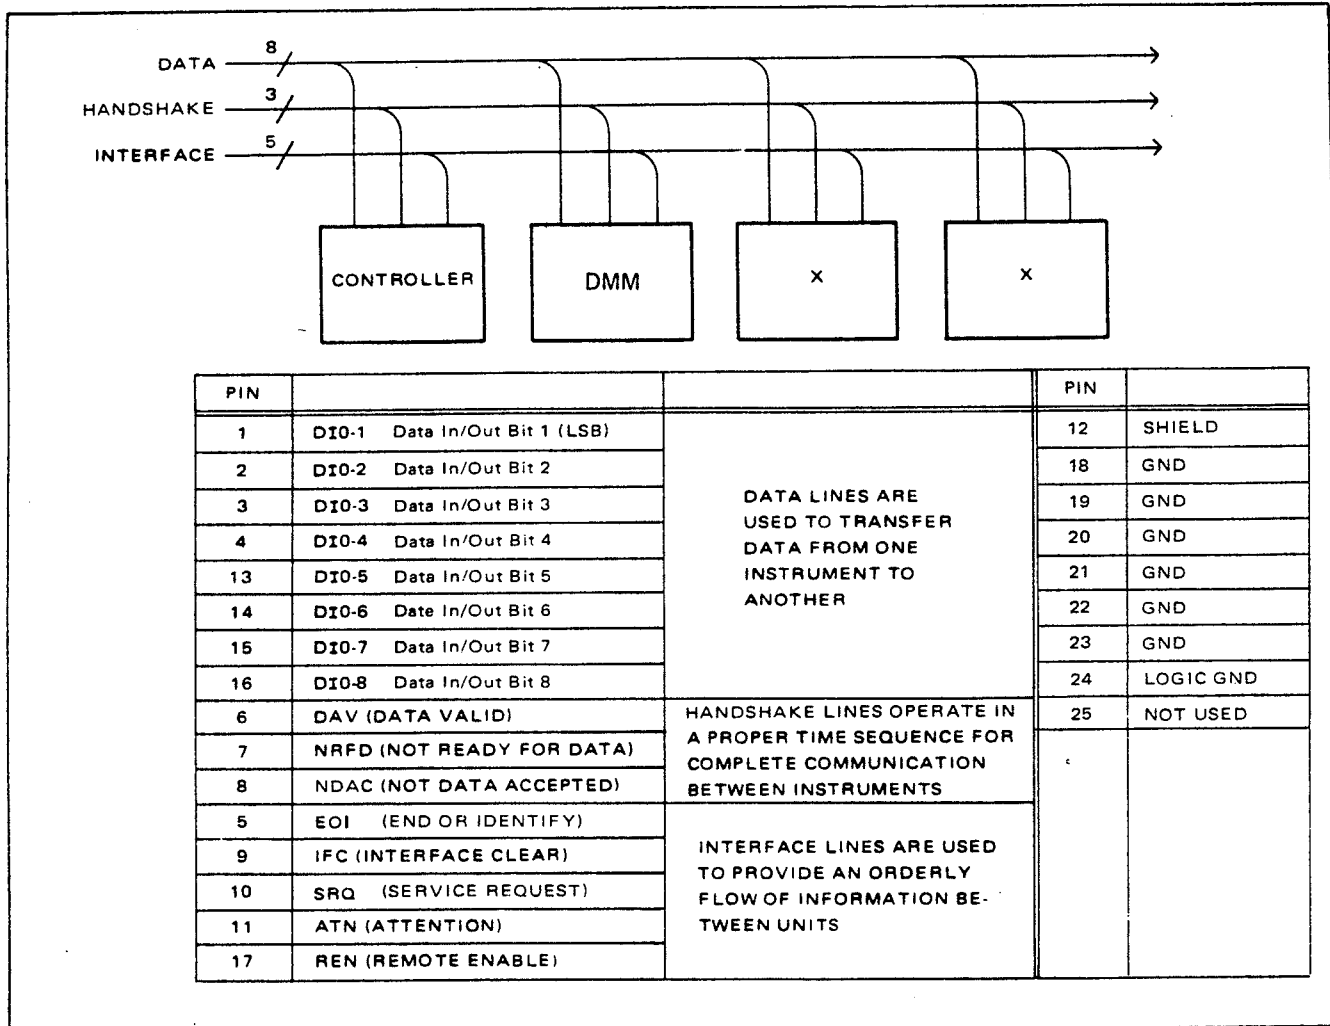 DATA 8
HANDSHAKE 3
INTERFACE 5
CONTROLLER
DMM
X
X
PIN
PIN
1 DIO-1 Data In/Out Bit 1 (LSB)
2 DIO-2 Data In/Out Bit 2
3 DIO-3 Data In/Out Bit 3
4 DIO-4 Data In/Out Bit 4
13 DIO-5 Data In/Out Bit 5
14 DIO-6 Date In/Out Bit 6
15 DIO-7 Data In/Out Bit 7
16 DIO-8 Data In/Out Bit 8
DATA LINES ARE
USED TO TRANSFER
DATA FROM ONE
INSTRUMENT TO
ANOTHER
6 DAV (DATA VALID)
7 NRFD (NOT READY FOR DATA)
8 NDAC (NOT DATA ACCEPTED)
HANDSHAKE LINES OPERATE IN
A PROPER TIME SEQUENCE FOR
COMPLETE COMMUNICATION
BETWEEN INSTRUMENTS
5 EOI (END OR IDENTIFY)
9 IFC (INTERFACE CLEAR)
10 SRQ (SERVICE REQUEST)
11 ATN (ATTENTION)
17 REN (REMOTE ENABLE)
INTERFACE LINES ARE USED
TO PROVIDE AN ORDERLY
FLOW OF INFORMATION BE-
TWEEN UNITS
12 SHIELD
18 GND
19 GND
20 GND
21 GND
22 GND
23 GND
24 LOGIC GND
25 NOT USED